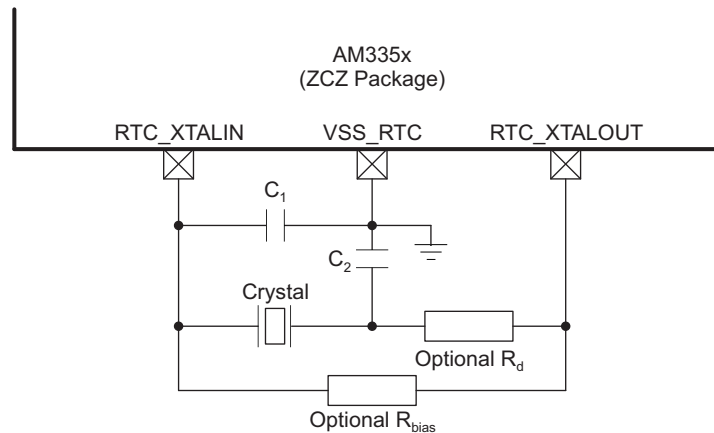 AM335x
(ZCZ Package)
RTC_XTALIN VSS_RTC RTC_XTALOUT
C1
C2
Crystal
Optional Rd
Optional Rbias